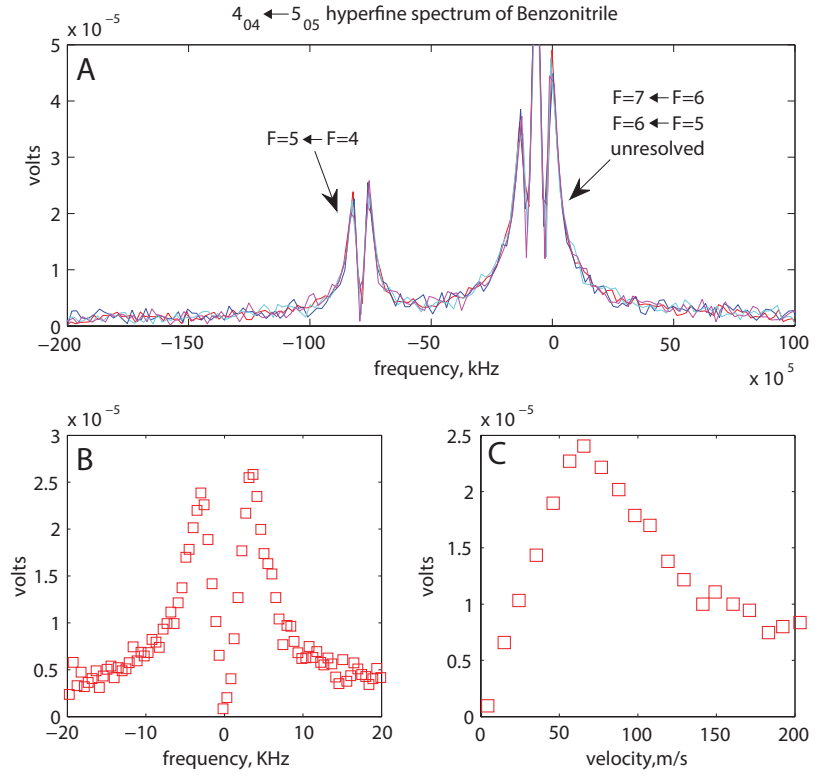 4₀₄ ← 5₀₅ hyperfine spectrum of Benzonitrile
x 10 ⁻⁵
A
5
4
3
2
1
0
volts
F=5 ← F=4
F=7 ← F=6
F=6 ← F=5
unresolved
−200 −150 −100 −50 0 50 100
frequency, kHz
x 10 ⁵
x 10 ⁻⁵
B
3
2.5
2
1.5
1
0.5
0
volts
−20 −10 0 10 20
frequency, KHz
x 10 ⁻⁵
C
2.5
2
1.5
1
0.5
0
volts
0 50 100 150 200
velocity,m/s